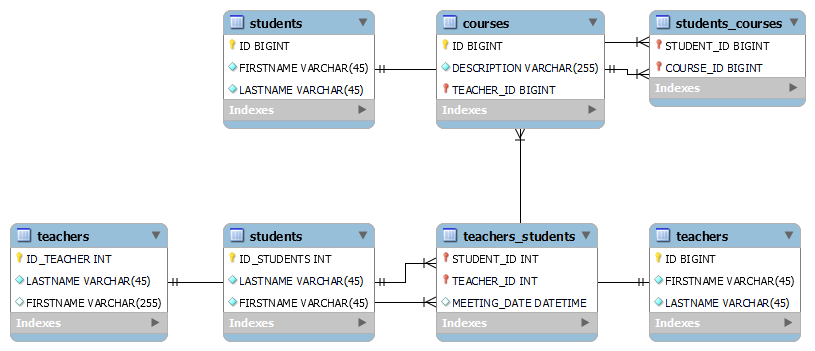 students
ID BIGINT
FIRSTNAME VARCHAR(45)
LASTNAME VARCHAR(45)
Indexes
courses
ID BIGINT
DESCRIPTION VARCHAR(255)
TEACHER_ID BIGINT
Indexes
students_courses
STUDENT_ID BIGINT
COURSE_ID BIGINT
Indexes
teachers
ID_TEACHER INT
LASTNAME VARCHAR(45)
FIRSTNAME VARCHAR(255)
Indexes
students
ID_STUDENTS INT
LASTNAME VARCHAR(45)
FIRSTNAME VARCHAR(45)
Indexes
teachers_students
STUDENT_ID INT
TEACHER_ID INT
MEETING_DATE DATETIME
Indexes
teachers
ID BIGINT
FIRSTNAME VARCHAR(45)
LASTNAME VARCHAR(45)
Indexes